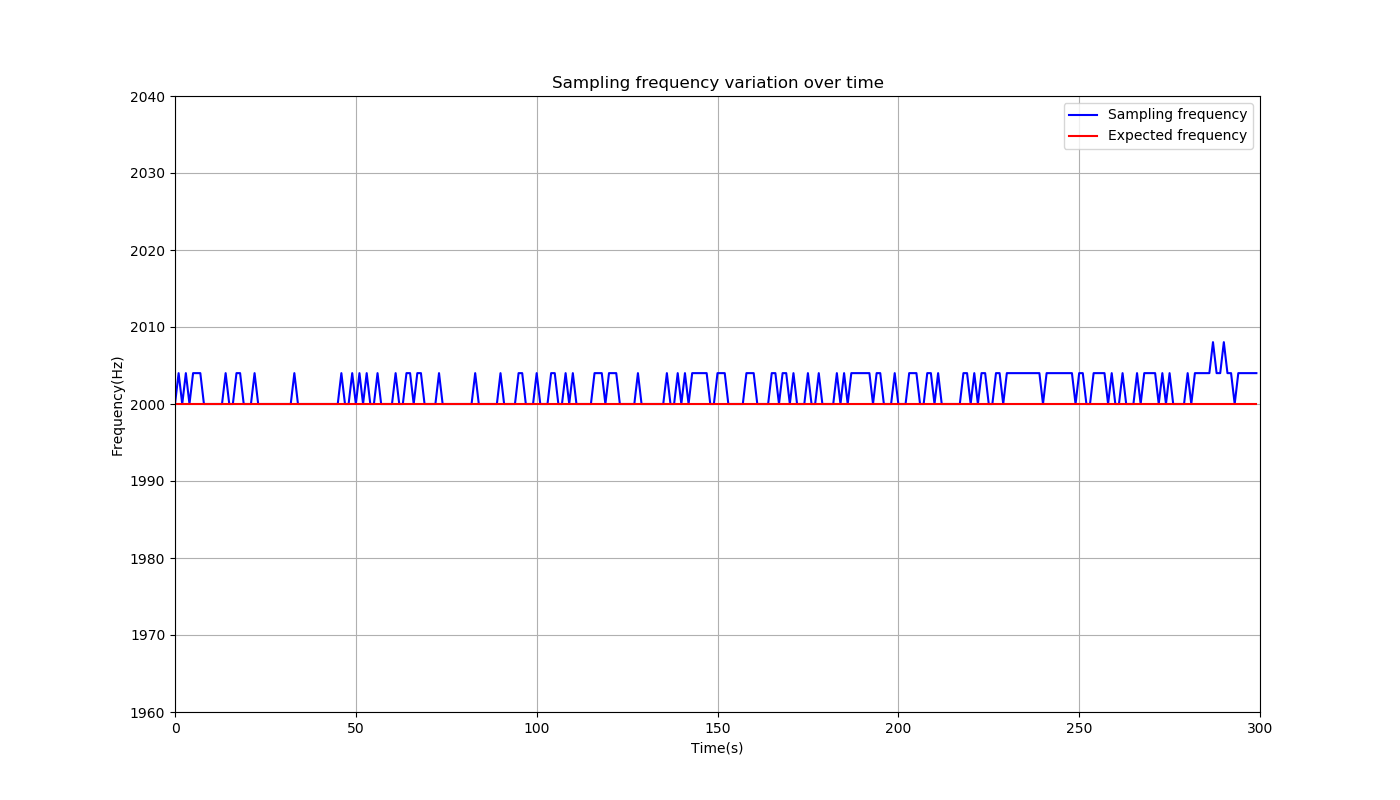 Sampling frequency variation over time
2040
2030
2020
2010
2000
1990
1980
1970
1960
Frequency(Hz)
Sampling frequency
Expected frequency
0 50 100 150 200 250 300
Time(s)